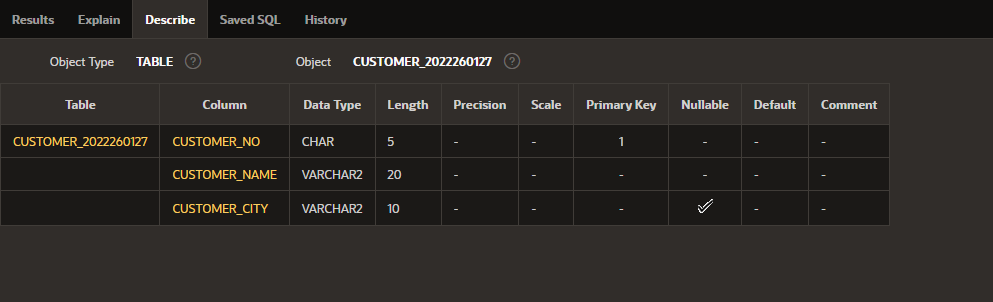 Results Explain Describe Saved SQL History
Object Type TABLE ? Object CUSTOMER_2022260127 ?
Table Column Data Type Length Precision Scale Primary Key Nullable Default Comment
CUSTOMER_2022260127 CUSTOMER_NO CHAR 5 - - 1 - - -
CUSTOMER_NAME VARCHAR2 20 - - - - - -
CUSTOMER_CITY VARCHAR2 10 - - - ✓ - -